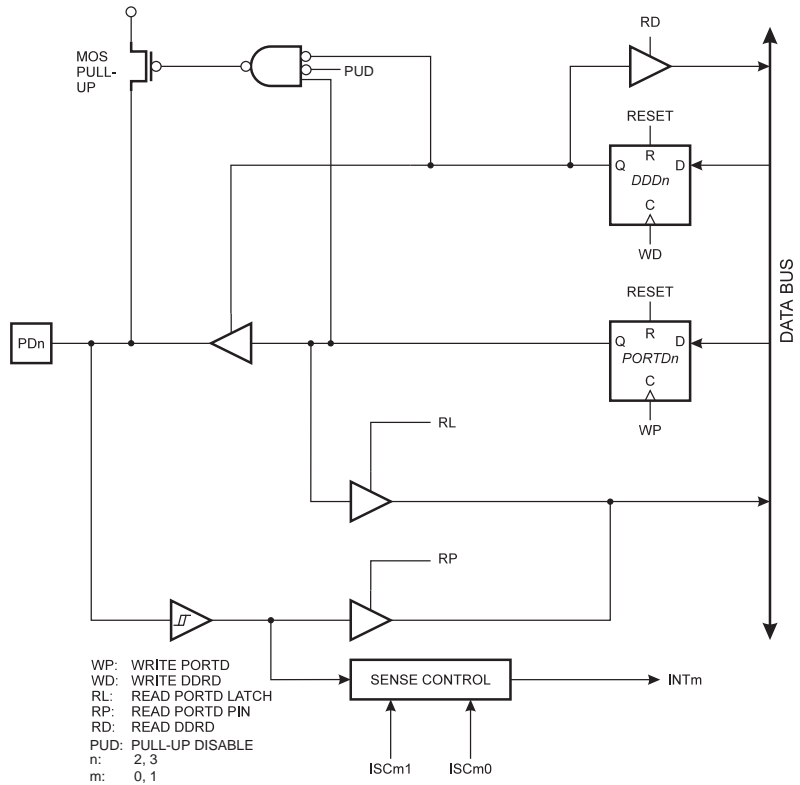 RD
MOS
PULL-
UP
PUD
RESET
R
Q
D
DDDn
C
WD
DATA BUS
RESET
R
PDn
Q
D
PORTDn
C
WP
RL
RP
WP: WRITE PORTD
WD: WRITE DDRD
RL: READ PORTD LATCH
RP: READ PORTD PIN
RD: READ DDRD
PUD: PULL-UP DISABLE
n: 2, 3
m: 0, 1
SENSE CONTROL
INTm
ISCm1
ISCm0